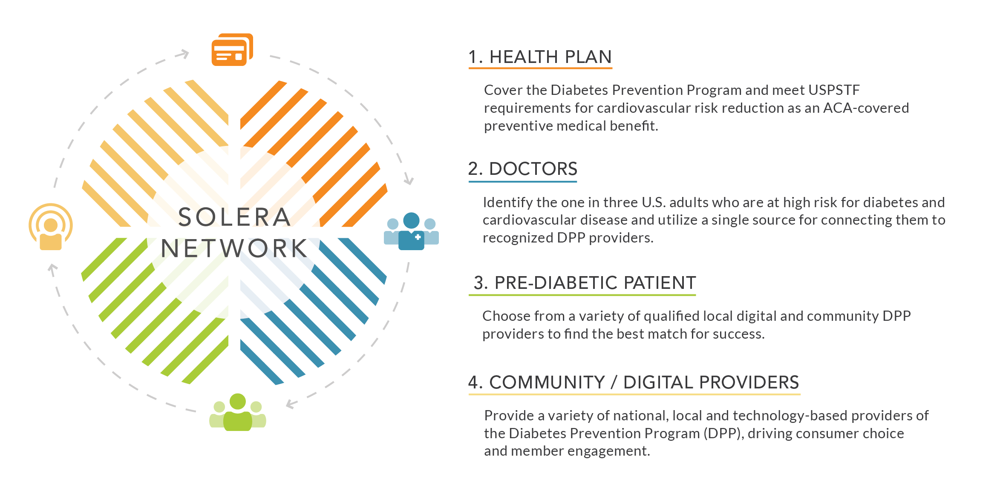 SOLERA
NETWORK
1. HEALTH PLAN
Cover the Diabetes Prevention Program and meet USPSTF
requirements for cardiovascular risk reduction as an ACA-covered
preventive medical benefit.
2. DOCTORS
Identify the one in three U.S. adults who are at high risk for diabetes and
cardiovascular disease and utilize a single source for connecting them to
recognized DPP providers.
3. PRE-DIABETIC PATIENT
Choose from a variety of qualified local digital and community DPP
providers to find the best match for success.
4. COMMUNITY / DIGITAL PROVIDERS
Provide a variety of national, local and technology-based providers of
the Diabetes Prevention Program (DPP), driving consumer choice
and member engagement.